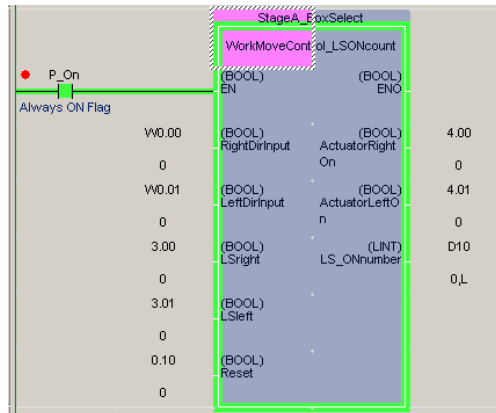 StageA_BoxSelect
WorkMoveControl_LSONcount
P_On
(BOOL) (BOOL)
EN ENO
Always ON Flag
W0.00 (BOOL) (BOOL) 4.00
RightDirInput ActuatorRight
0 On 0
W0.01 (BOOL) (BOOL) 4.01
LeftDirInput ActuatorLeftO
0 n 0
3.00 (BOOL) (LINT) D10
LSright LS_ONnumber
0 0,L
3.01 (BOOL)
LSleft
0
0.10 (BOOL)
Reset
0